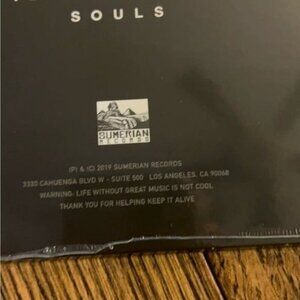 SOULS
SUMERIAN
RECORDS
(P) & (C) 2019 SUMERIAN RECORDS
3330 CAHUENGA BLVD W - SUITE 500 LOS ANGELES, CA 90068
WARNING: LIFE WITHOUT GREAT MUSIC IS NOT COOL
THANK YOU FOR HELPING KEEP IT ALIVE